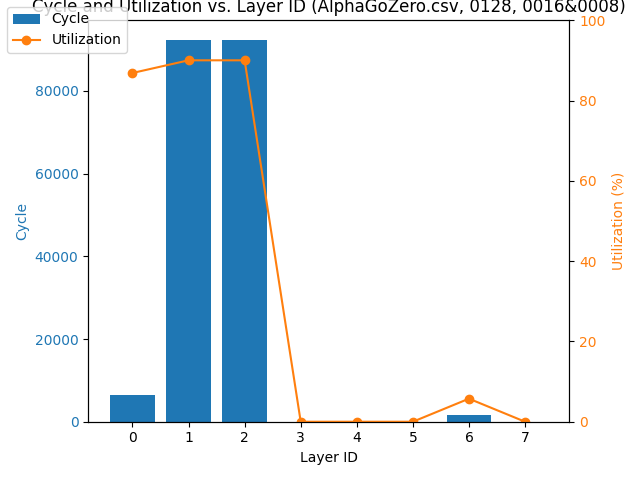 Cycle and Utilization vs. Layer ID (AlphaGoZero.csv, 0128, 0016&0008)
Cycle
Utilization
Cycle
80000
60000
40000
20000
0
100
80
60
40
20
0
Utilization (%)
0 1 2 3 4 5 6 7
Layer ID